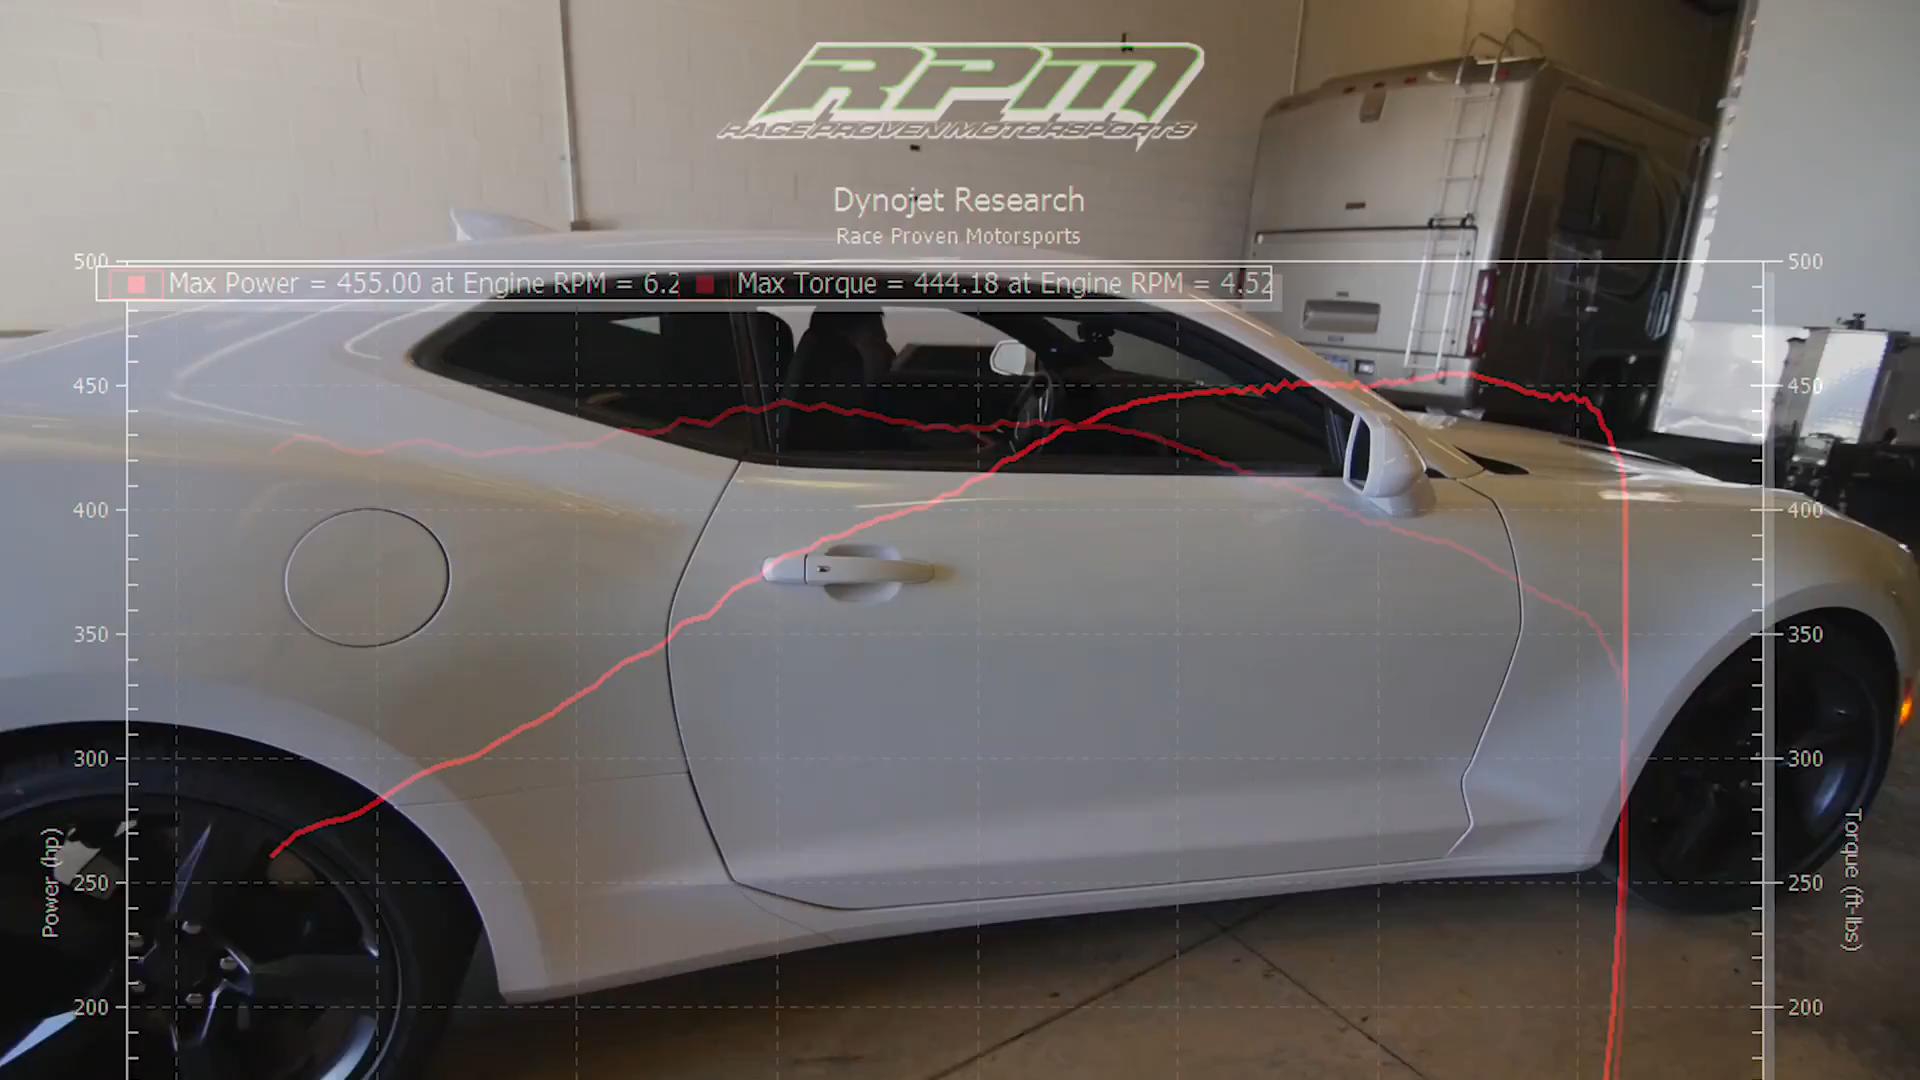 RPM
RACE PROVEN MOTORSPORTS
Dynojet Research
Race Proven Motorsports
Max Power = 455.00 at Engine RPM = 6.2 Max Torque = 444.18 at Engine RPM = 4.52
500 500
450 450
400 400
350 350
300 300
250 250
200 200
Power (hp)
Torque (ft-lbs)